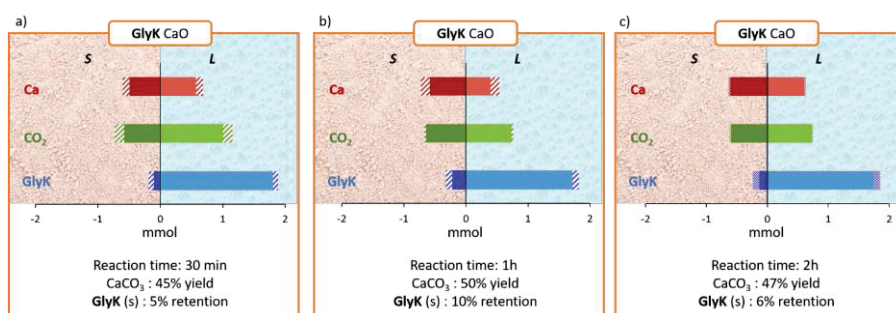 a)
GlyK CaO
S L
Ca
CO₂
GlyK
-2 -1 0 1 2
mmol
Reaction time: 30 min
CaCO₃ : 45% yield
GlyK (s) : 5% retention
b)
GlyK CaO
S L
Ca
CO₂
GlyK
-2 -1 0 1 2
mmol
Reaction time: 1h
CaCO₃ : 50% yield
GlyK (s) : 10% retention
c)
GlyK CaO
S L
Ca
CO₂
GlyK
-2 -1 0 1 2
mmol
Reaction time: 2h
CaCO₃ : 47% yield
GlyK (s) : 6% retention